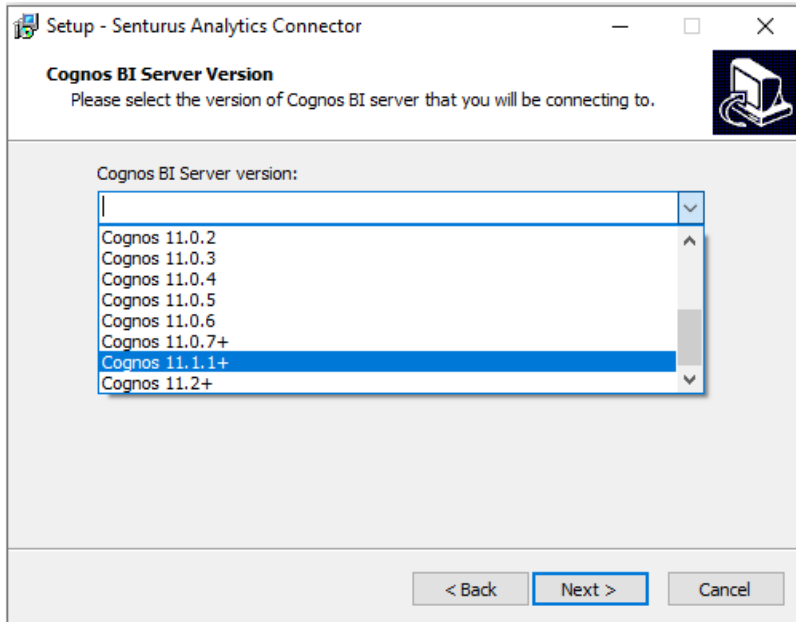 Setup - Senturus Analytics Connector
Cognos BI Server Version
Please select the version of Cognos BI server that you will be connecting to.
Cognos BI Server version:
Cognos 11.0.2
Cognos 11.0.3
Cognos 11.0.4
Cognos 11.0.5
Cognos 11.0.6
Cognos 11.0.7+
Cognos 11.1.1+
Cognos 11.2+
< Back Next > Cancel